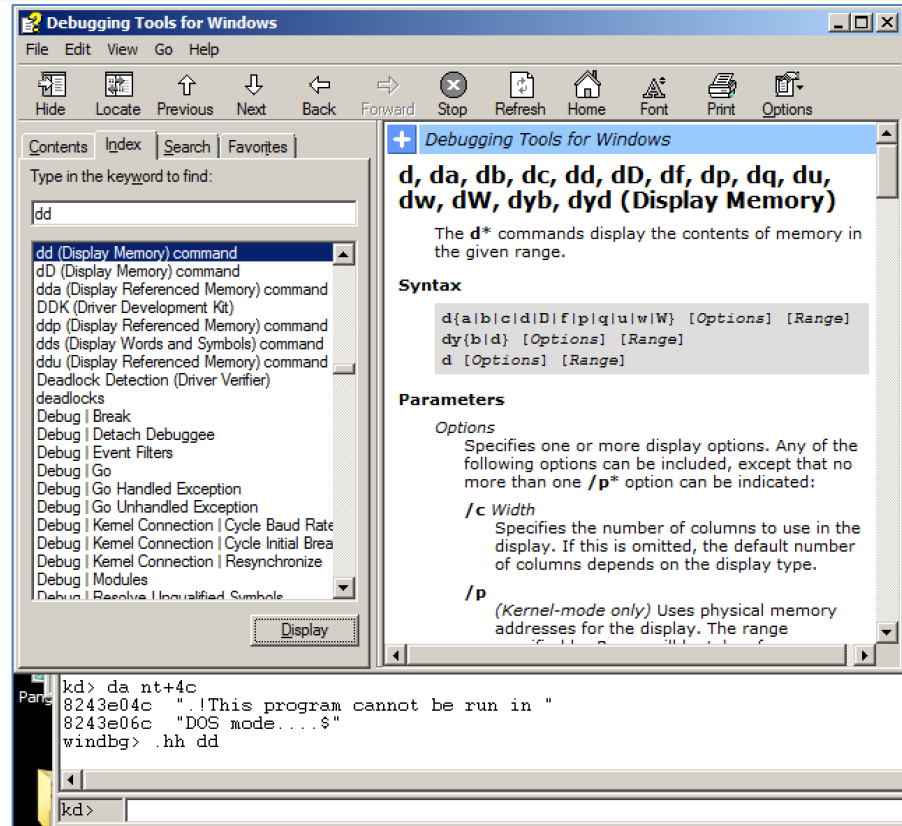 Debugging Tools for Windows
File Edit View Go Help
Hide Locate Previous Next Back Forward Stop Refresh Home Font Print Options
Contents Index Search Favorites
Type in the keyword to find:
dd
dd (Display Memory) command
dD (Display Memory) command
dda (Display Referenced Memory) command
DDK (Driver Development Kit)
ddp (Display Referenced Memory) command
dds (Display Words and Symbols) command
ddu (Display Referenced Memory) command
Deadlock Detection (Driver Verifier)
deadlocks
Debug | Break
Debug | Detach Debuggee
Debug | Event Filters
Debug | Go
Debug | Go Handled Exception
Debug | Go Unhandled Exception
Debug | Kernel Connection | Cycle Baud Rate
Debug | Kernel Connection | Cycle Initial Brea
Debug | Kernel Connection | Resynchronize
Debug | Modules
Debug | Resolve Unqualified Symbols
Display
Debugging Tools for Windows
d, da, db, dc, dd, dD, df, dp, dq, du,
dw, dW, dyb, dyd (Display Memory)
The d* commands display the contents of memory in
the given range.
Syntax
d{a|b|c|d|D|f|p|q|u|w|W} [Options] [Range]
dy{b|d} [Options] [Range]
d [Options] [Range]
Parameters
Options
Specifies one or more display options. Any of the
following options can be included, except that no
more than one /p* option can be indicated:
/c Width
Specifies the number of columns to use in the
display. If this is omitted, the default number
of columns depends on the display type.
/p
(Kernel-mode only) Uses physical memory
addresses for the display. The range
Pang
kd> da nt+4c
8243e04c ".!This program cannot be run in "
8243e06c "DOS mode....$"
windbg> .hh dd
kd>